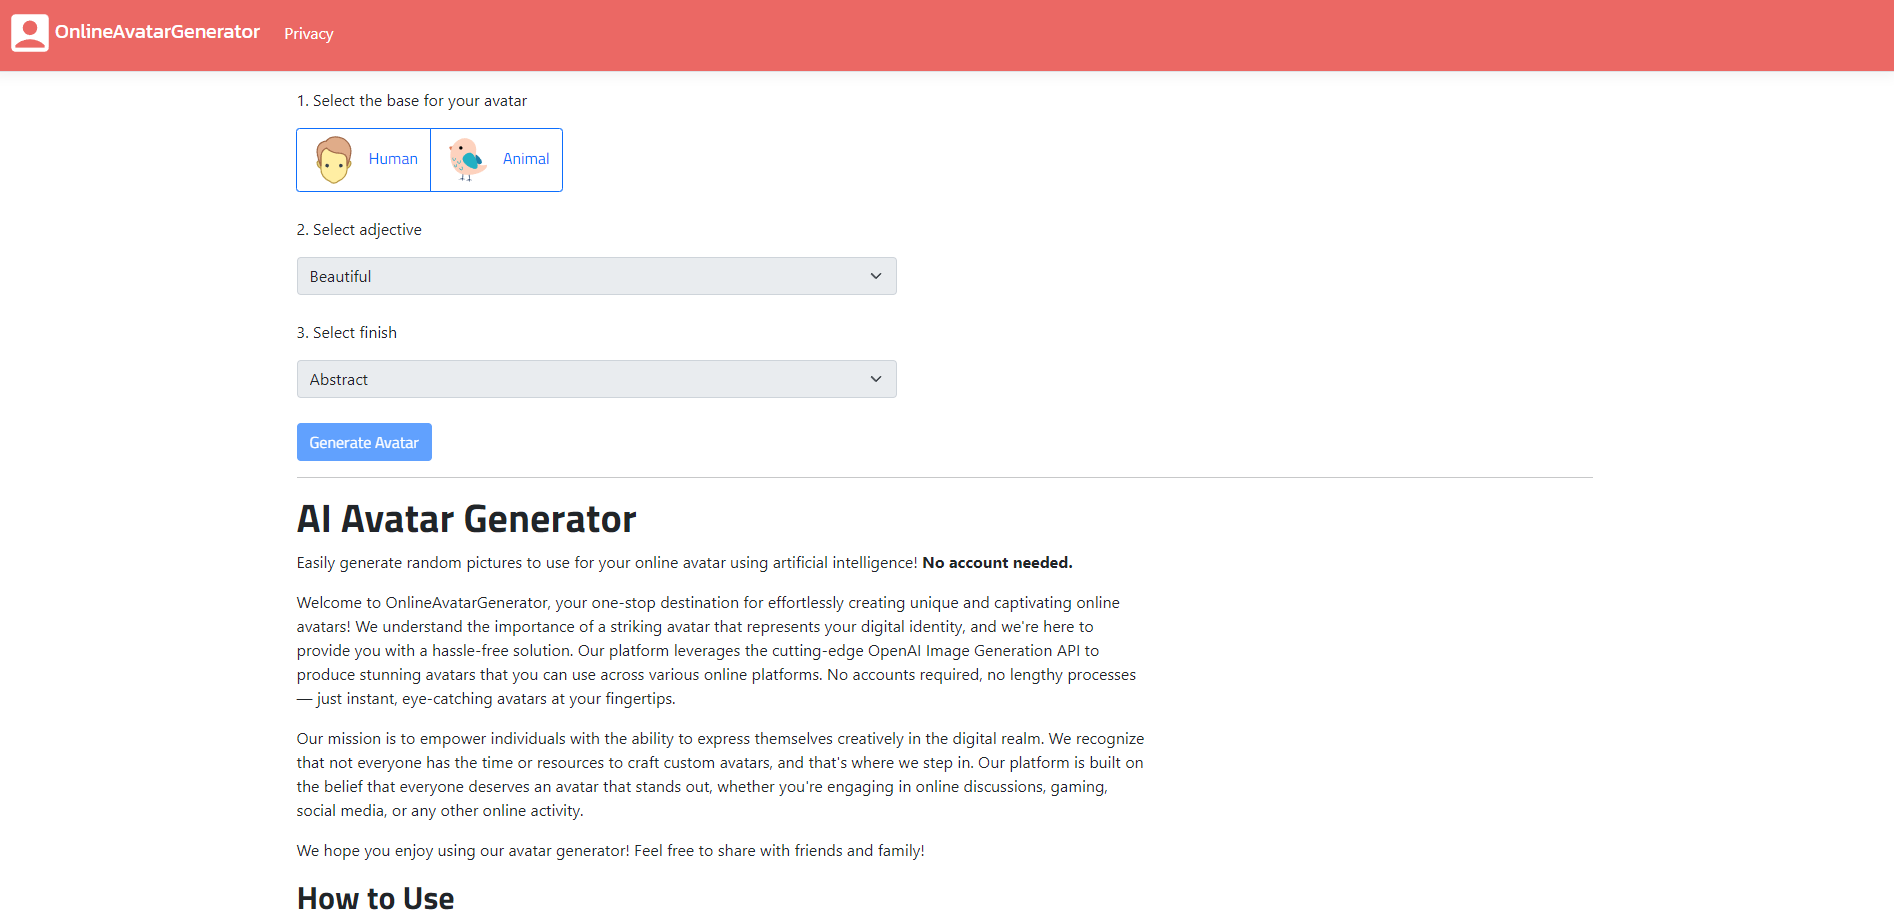 OnlineAvatarGenerator Privacy
1. Select the base for your avatar
Human Animal
2. Select adjective
Beautiful
3. Select finish
Abstract
Generate Avatar
AI Avatar Generator
Easily generate random pictures to use for your online avatar using artificial intelligence! No account needed.
Welcome to OnlineAvatarGenerator, your one-stop destination for effortlessly creating unique and captivating online
avatars! We understand the importance of a striking avatar that represents your digital identity, and we're here to
provide you with a hassle-free solution. Our platform leverages the cutting-edge OpenAI Image Generation API to
produce stunning avatars that you can use across various online platforms. No accounts required, no lengthy processes
— just instant, eye-catching avatars at your fingertips.
Our mission is to empower individuals with the ability to express themselves creatively in the digital realm. We recognize
that not everyone has the time or resources to craft custom avatars, and that's where we step in. Our platform is built on
the belief that everyone deserves an avatar that stands out, whether you're engaging in online discussions, gaming,
social media, or any other online activity.
We hope you enjoy using our avatar generator! Feel free to share with friends and family!
How to Use